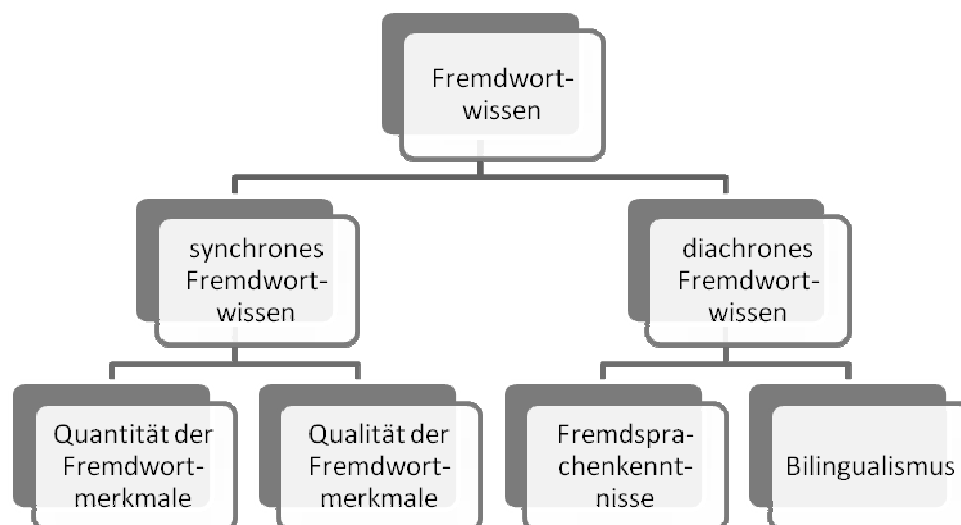 Fremdwort-
wissen
synchrones
Fremdwort-
wissen
diachrones
Fremdwort-
wissen
Quantität der
Fremdwort-
merkmale
Qualität der
Fremdwort-
merkmale
Fremdspra-
chenkennt-
nisse
Bilingualismus